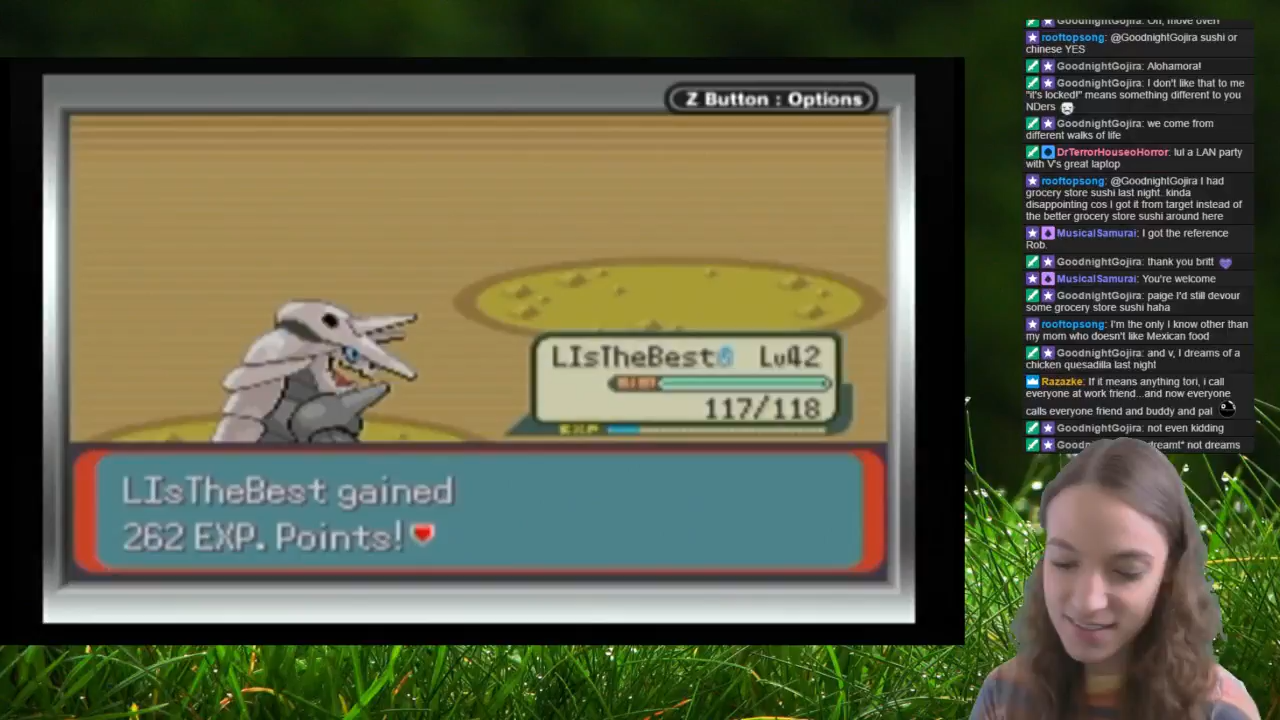 Z Button : Options
LIsTheBest♂ Lv42
117/118
EXP
LIsTheBest gained
262 EXP. Points!
GoodnightGojira: Oh, move over!
rooftopsong: @GoodnightGojira sushi or
chinese YES
GoodnightGojira: Alohamora!
GoodnightGojira: I don't like that to me
"it's locked!" means something different to you
NDers
GoodnightGojira: we come from
different walks of life
DrTerrorHouseoHorror: lul a LAN party
with V's great laptop
rooftopsong: @GoodnightGojira I had
grocery store sushi last night. kinda
disappointing cos I got it from target instead of
the better grocery store sushi around here
MusicalSamurai: I got the reference
Rob.
GoodnightGojira: thank you britt
MusicalSamurai: You're welcome
GoodnightGojira: paige I'd still devour
some grocery store sushi haha
rooftopsong: I'm the only I know other than
my mom who doesn't like Mexican food
GoodnightGojira: and v, I dreams of a
chicken quesadilla last night
Razazke: If it means anything tori, i call
everyone at work friend...and now everyone
calls everyone friend and buddy and pal
GoodnightGojira: not even kidding
Goodn dreamt* not dreams